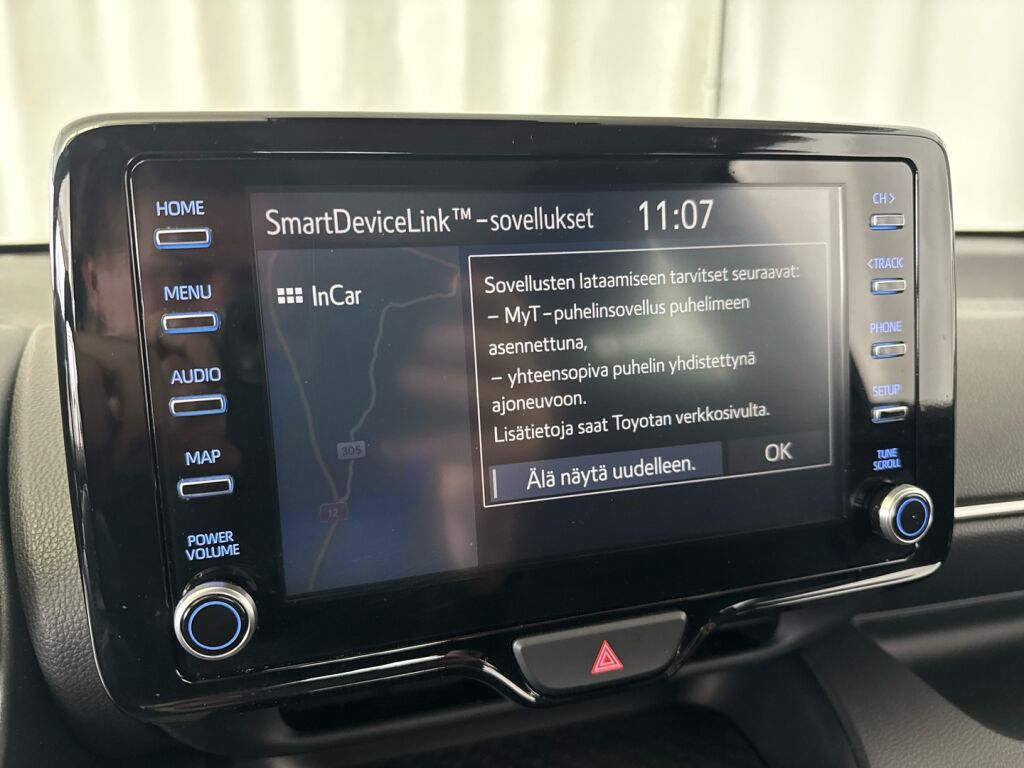 HOME
MENU
AUDIO
MAP
POWER
VOLUME
SmartDeviceLink™-sovellukset 11:07
InCar
305
12
Sovellusten lataamiseen tarvitset seuraavat:
– MyT-puhelinsovellus puhelimeen
asennettuna,
– yhteensopiva puhelin yhdistettynä
ajoneuvoon.
Lisätietoja saat Toyotan verkkosivulta.
Älä näytä uudelleen. OK
CH>
<TRACK
PHONE
SETUP
TUNE
SCROLL